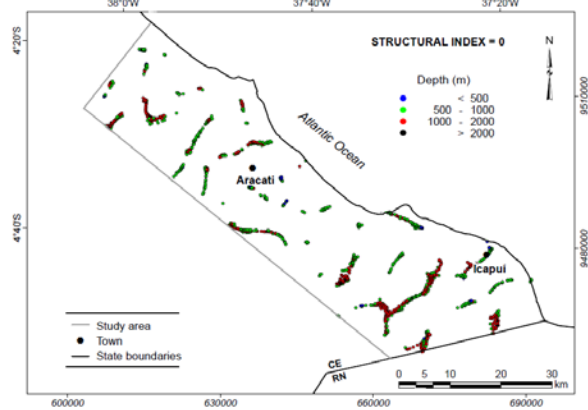 38°0'W 37°40'W 37°20'W
4°20'S
STRUCTURAL INDEX = 0
N
Depth (m)
< 500
500 - 1000
1000 - 2000
> 2000
9510000
Atlantic Ocean
Aracati
4°40'S
9480000
Icapui
Study area
Town
State boundaries
CE
RN
0 5 10 20 30
km
600000 630000 660000 690000